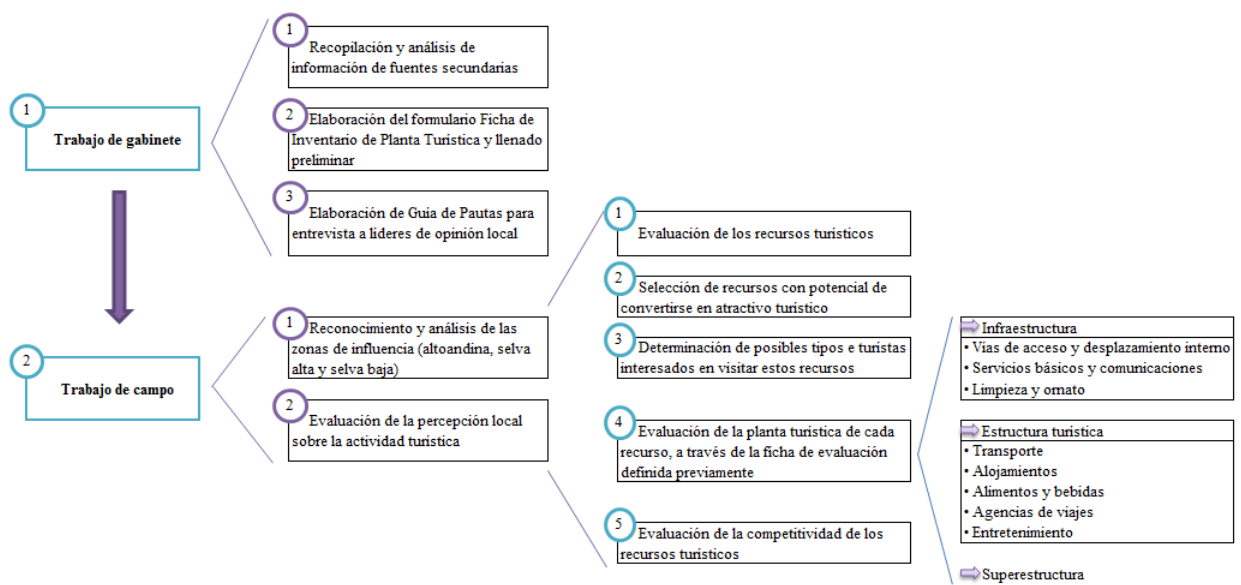 1
Trabajo de gabinete
1
Recopilación y análisis de
información de fuentes secundarias
2
Elaboración del formulario Ficha de
Inventario de Planta Turística y llenado
preliminar
3
Elaboración de Guía de Pautas para
entrevista a líderes de opinión local
2
Trabajo de campo
1
Reconocimiento y análisis de las
zonas de influencia (altoandina, selva
alta y selva baja)
2
Evaluación de la percepción local
sobre la actividad turística
1
Evaluación de los recursos turísticos
2
Selección de recursos con potencial de
convertirse en atractivo turístico
3
Determinación de posibles tipos e turistas
interesados en visitar estos recursos
4
Evaluación de la planta turística de cada
recurso, a través de la ficha de evaluación
definida previamente
5
Evaluación de la competitividad de los
recursos turísticos
Infraestructura
• Vías de acceso y desplazamiento interno
• Servicios básicos y comunicaciones
• Limpieza y ornato
Estructura turística
• Transporte
• Alojamientos
• Alimentos y bebidas
• Agencias de viajes
• Entretenimiento
Superestructura